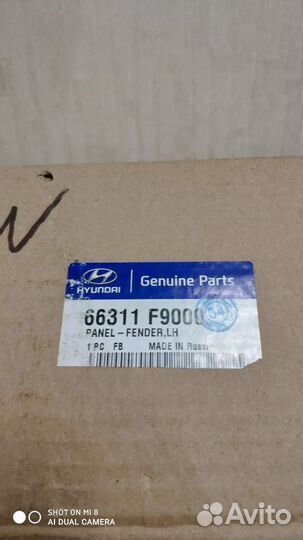 HYUNDAI
Genuine Parts
66311 F9000
PANEL-FENDER,LH
1 PC FB MADE IN
SHOT ON MI 8
AI DUAL CAMERA
Avito